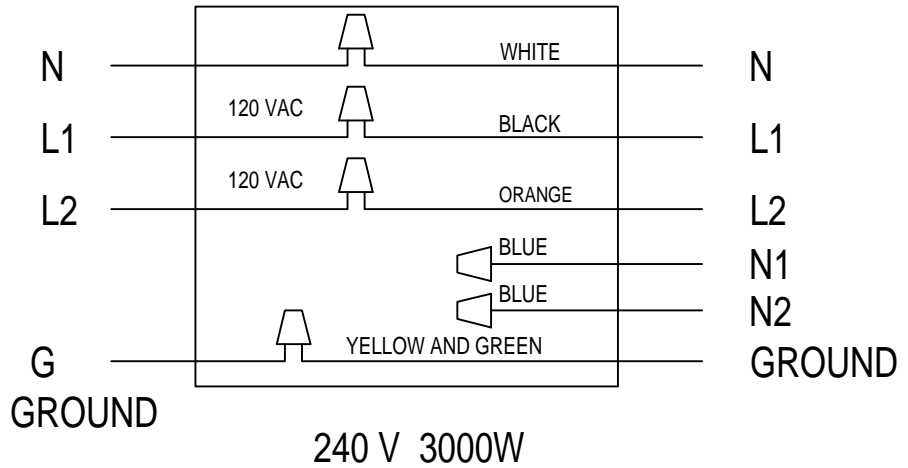 N WHITE N
120 VAC
L1 BLACK L1
120 VAC
L2 ORANGE L2
BLUE N1
BLUE N2
G YELLOW AND GREEN GROUND
GROUND
240 V 3000W